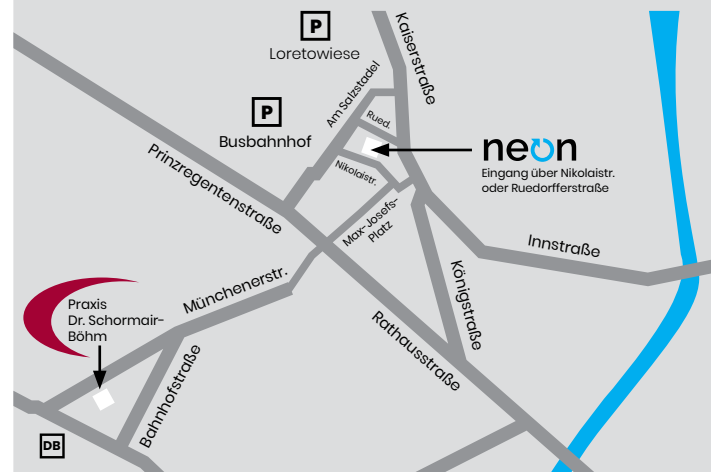 P
Loretowiese
Kaiserstraße
Am Salzstadel
P
Busbahnhof
Rued.
neon
Eingang über Nikolaistr.
oder Ruedorfferstraße
Prinzregentenstraße
Nikolaistr.
Max-Josefs-
Platz
Innstraße
Münchenerstr.
Königstraße
Praxis
Dr. Schormair-
Böhm
Rathausstraße
Bahnhofstraße
DB